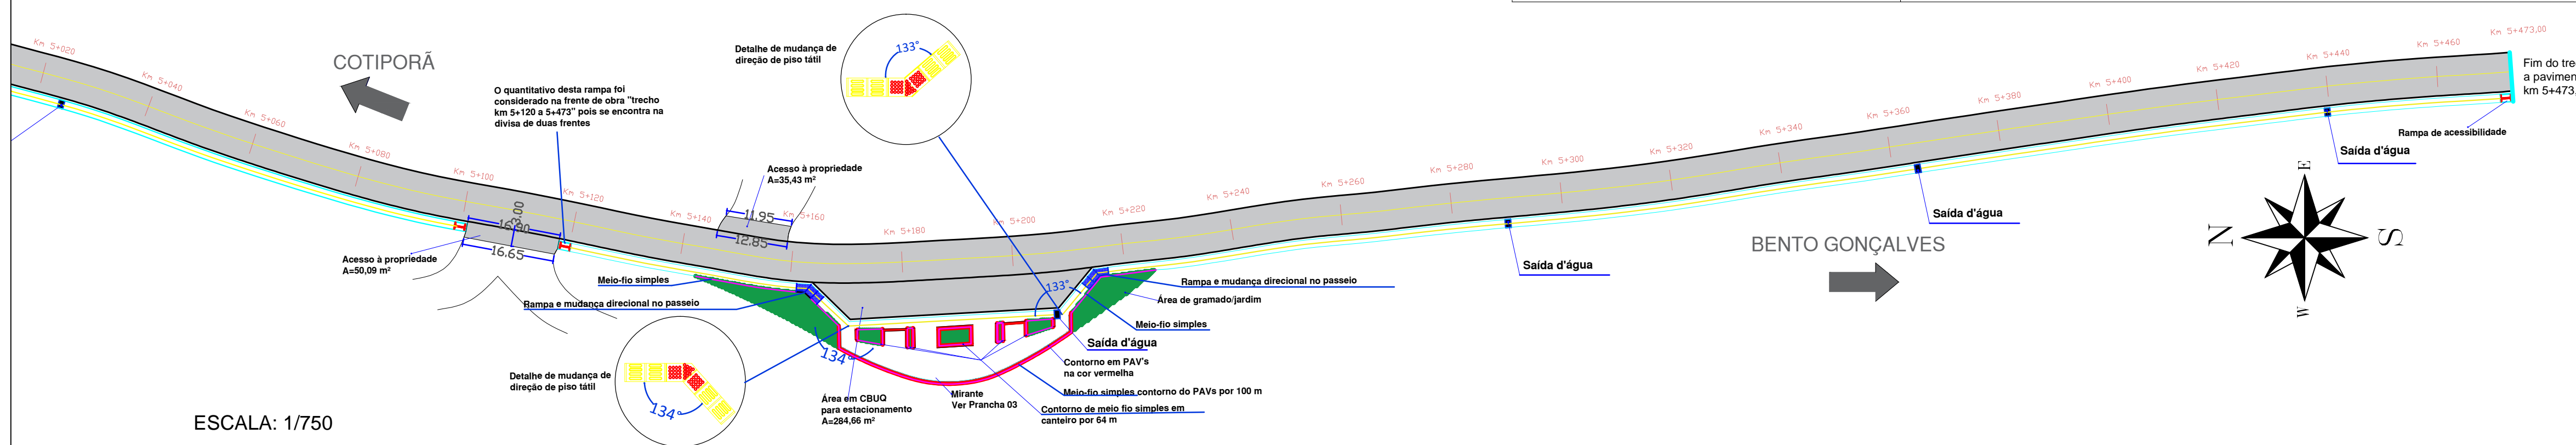 Km 5+020
Km 5+040
Km 5+060
Km 5+080
Km 5+100
Km 5+120
Km 5+140
Km 5+160
Km 5+180
Km 5+200
Km 5+220
Km 5+240
Km 5+260
Km 5+280
Km 5+300
Km 5+320
Km 5+340
Km 5+360
Km 5+380
Km 5+400
Km 5+420
Km 5+440
Km 5+460
Km 5+473,00
COTIPORÃ
O quantitativo desta rampa foi
considerado na frente de obra "trecho
km 5+120 a 5+473" pois se encontra na
divisa de duas frentes
Detalhe de mudança de
direção de piso tátil
133°
Acesso à propriedade
A=35,43 m²
11.95
12.85
3.00
16.65
Acesso à propriedade
A=50,09 m²
Meio-fio simples
Rampa e mudança direcional no passeio
134°
Detalhe de mudança de
direção de piso tátil
134°
Área em CBUQ
para estacionamento
A=284,66 m²
Mirante
Ver Prancha 03
133°
Rampa e mudança direcional no passeio
Área de gramado/jardim
Meio-fio simples
Saída d'água
Contorno em PAV's
na cor vermelha
Meio-fio simples contorno do PAVs por 100 m
Contorno de meio fio simples em
canteiro por 64 m
Saída d'água
Saída d'água
Saída d'água
BENTO GONÇALVES
Rampa de acessibilidade
Fim do tre
a pavimen
km 5+473,
E
N
S
W
ESCALA: 1/750